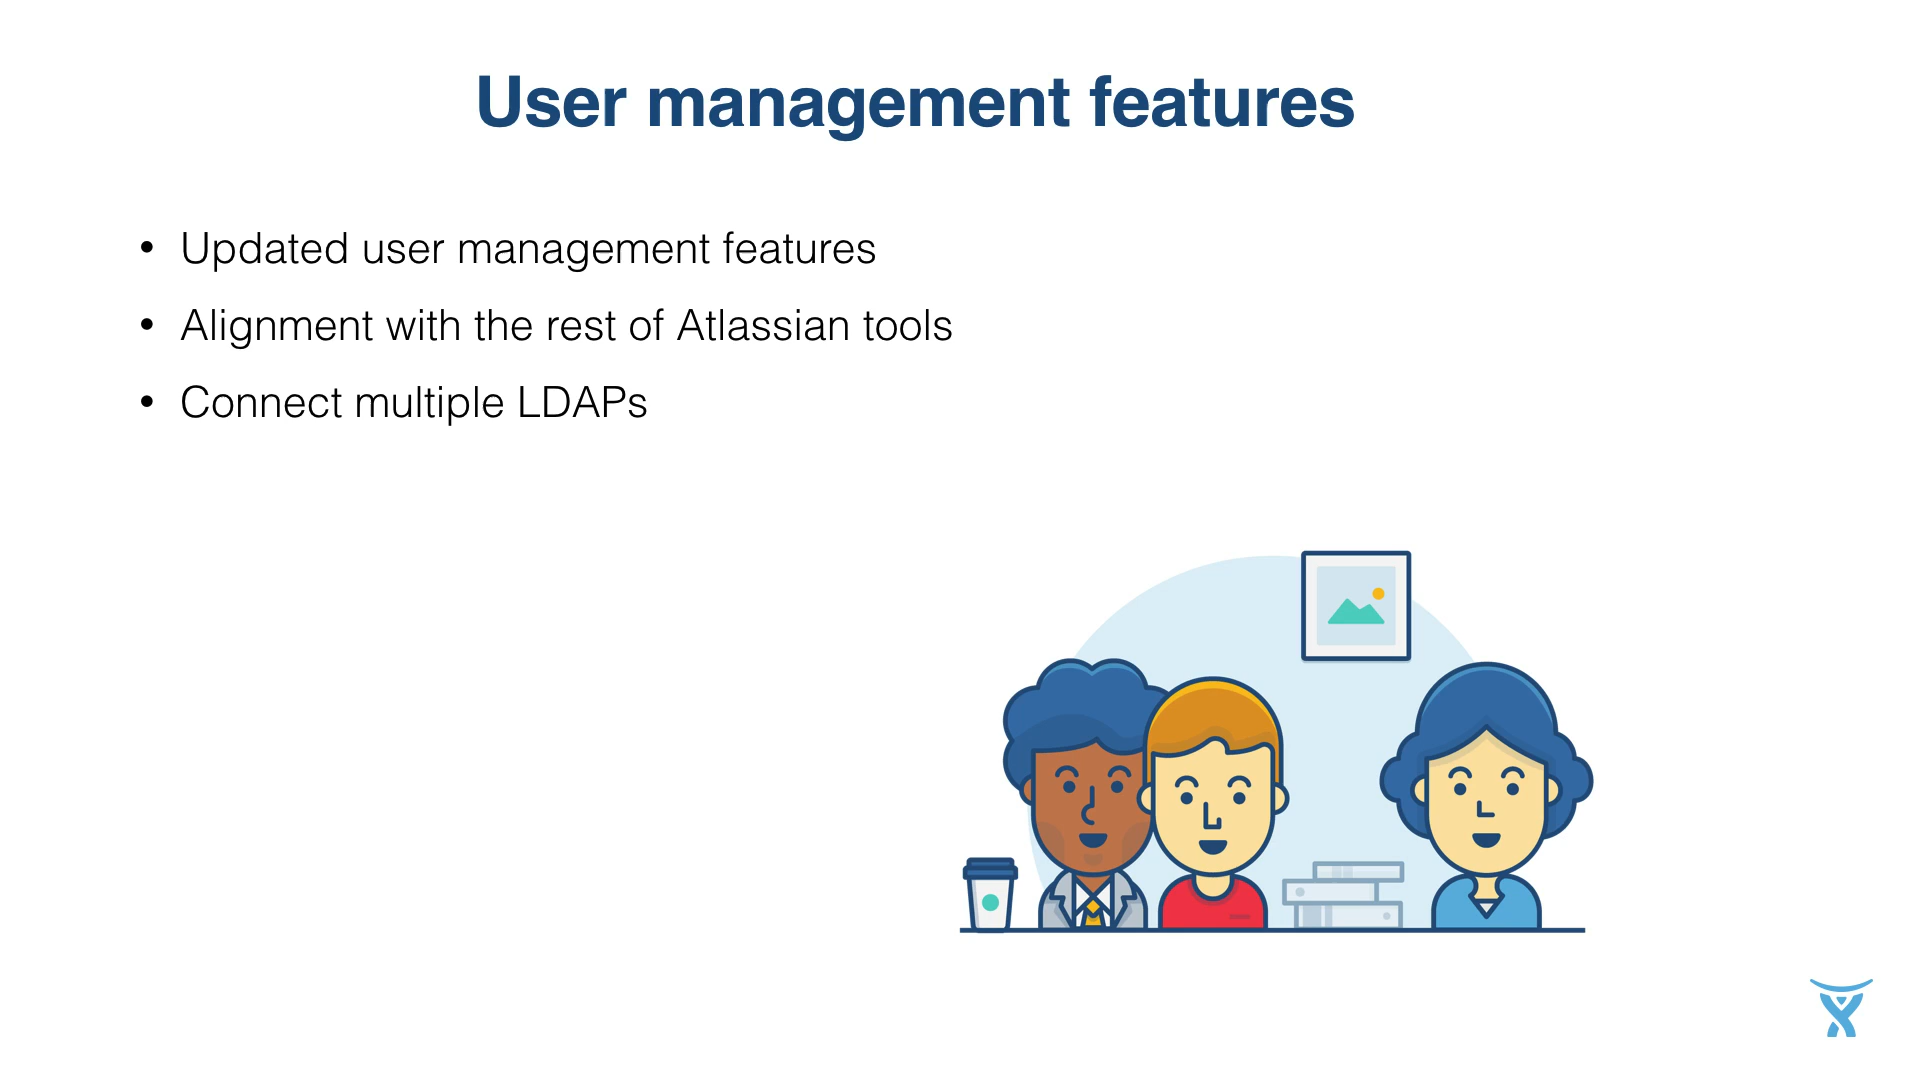 User management features
• Updated user management features
• Alignment with the rest of Atlassian tools
• Connect multiple LDAPs